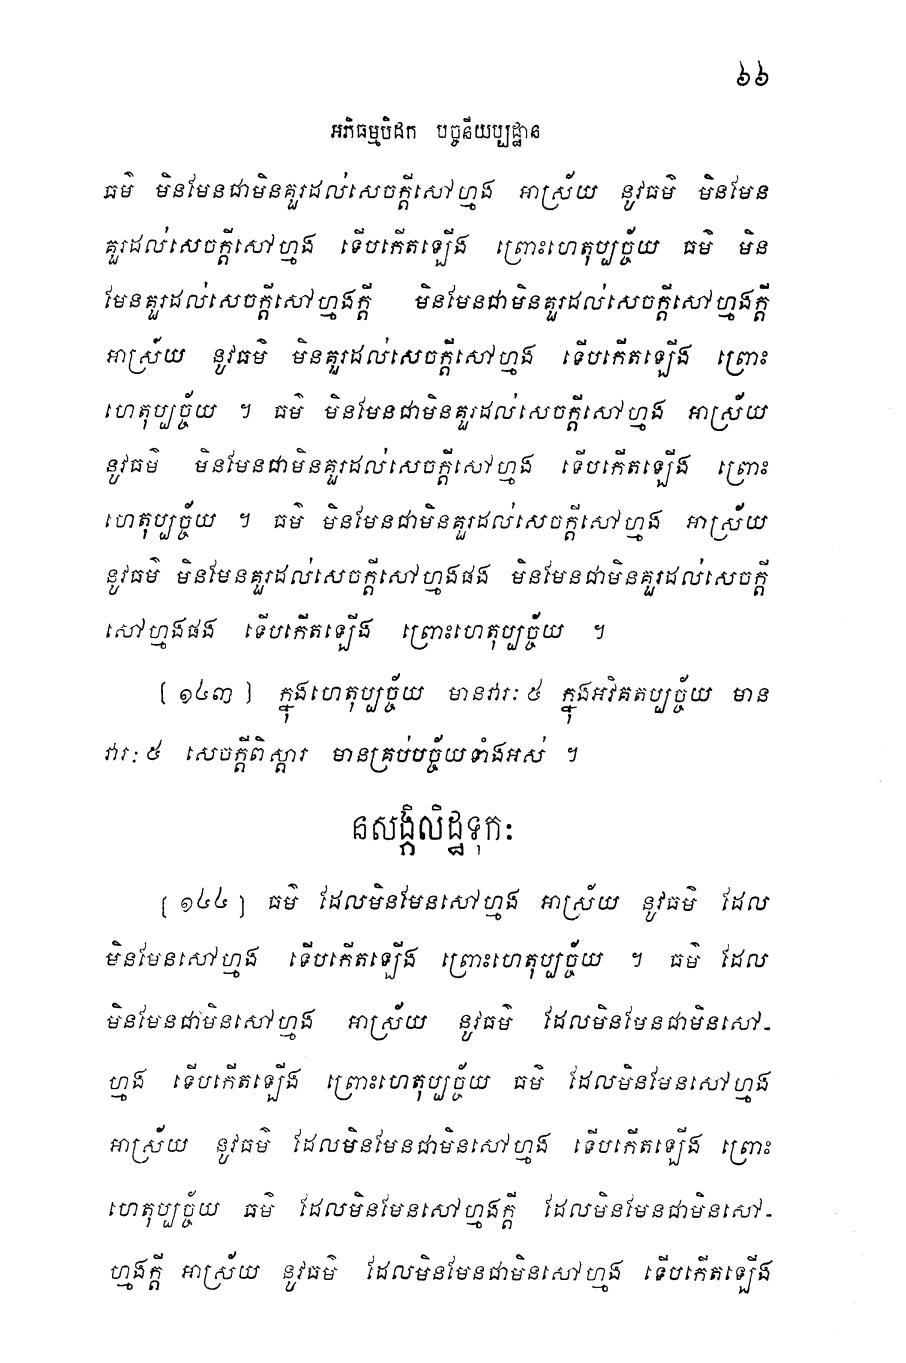 ៦៦
អភិធម្មបិដក បច្ចនីយប្បដ្ឋាន
ធម៌ មិនមែនជាមិនគួរដល់សេចក្តីសៅហ្មង អាស្រ័យ នូវធម៌ មិនមែន
គួរដល់សេចក្តីសៅហ្មង ទើបកើតឡើង ព្រោះហេតុប្បច្ច័យ ធម៌ មិន
មែនគួរដល់សេចក្តីសៅហ្មងក្តី មិនមែនជាមិនគួរដល់សេចក្តីសៅហ្មងក្តី
អាស្រ័យ នូវធម៌ មិនគួរដល់សេចក្តីសៅហ្មង ទើបកើតឡើង ព្រោះ
ហេតុប្បច្ច័យ ។ ធម៌ មិនមែនជាមិនគួរដល់សេចក្តីសៅហ្មង អាស្រ័យ
នូវធម៌ មិនមែនជាមិនគួរដល់សេចក្តីសៅហ្មង ទើបកើតឡើង ព្រោះ
ហេតុប្បច្ច័យ ។ ធម៌ មិនមែនជាមិនគួរដល់សេចក្តីសៅហ្មង អាស្រ័យ
នូវធម៌ មិនមែនគួរដល់សេចក្តីសៅហ្មងផង មិនមែនជាមិនគួរដល់សេចក្តី
សៅហ្មងផង ទើបកើតឡើង ព្រោះហេតុប្បច្ច័យ ។
[ ១៤៣ ] ក្នុងហេតុប្បច្ច័យ មានវារៈ ៥ ក្នុងអវិគតប្បច្ច័យ មាន
វារៈ ៥ សេចក្តីពិស្តារ មានគ្រប់បច្ច័យទាំងអស់ ។
នសង្កិលិដ្ឋទុកៈ
[ ១៤៤ ] ធម៌ ដែលមិនមែនសៅហ្មង អាស្រ័យ នូវធម៌ ដែល
មិនមែនសៅហ្មង ទើបកើតឡើង ព្រោះហេតុប្បច្ច័យ ។ ធម៌ ដែល
មិនមែនជាមិនសៅហ្មង អាស្រ័យ នូវធម៌ ដែលមិនមែនជាមិនសៅ-
ហ្មង ទើបកើតឡើង ព្រោះហេតុប្បច្ច័យ ធម៌ ដែលមិនមែនសៅហ្មង
អាស្រ័យ នូវធម៌ ដែលមិនមែនជាមិនសៅហ្មង ទើបកើតឡើង ព្រោះ
ហេតុប្បច្ច័យ ធម៌ ដែលមិនមែនសៅហ្មងក្តី ដែលមិនមែនជាមិនសៅ-
ហ្មងក្តី អាស្រ័យ នូវធម៌ ដែលមិនមែនជាមិនសៅហ្មង ទើបកើតឡើង